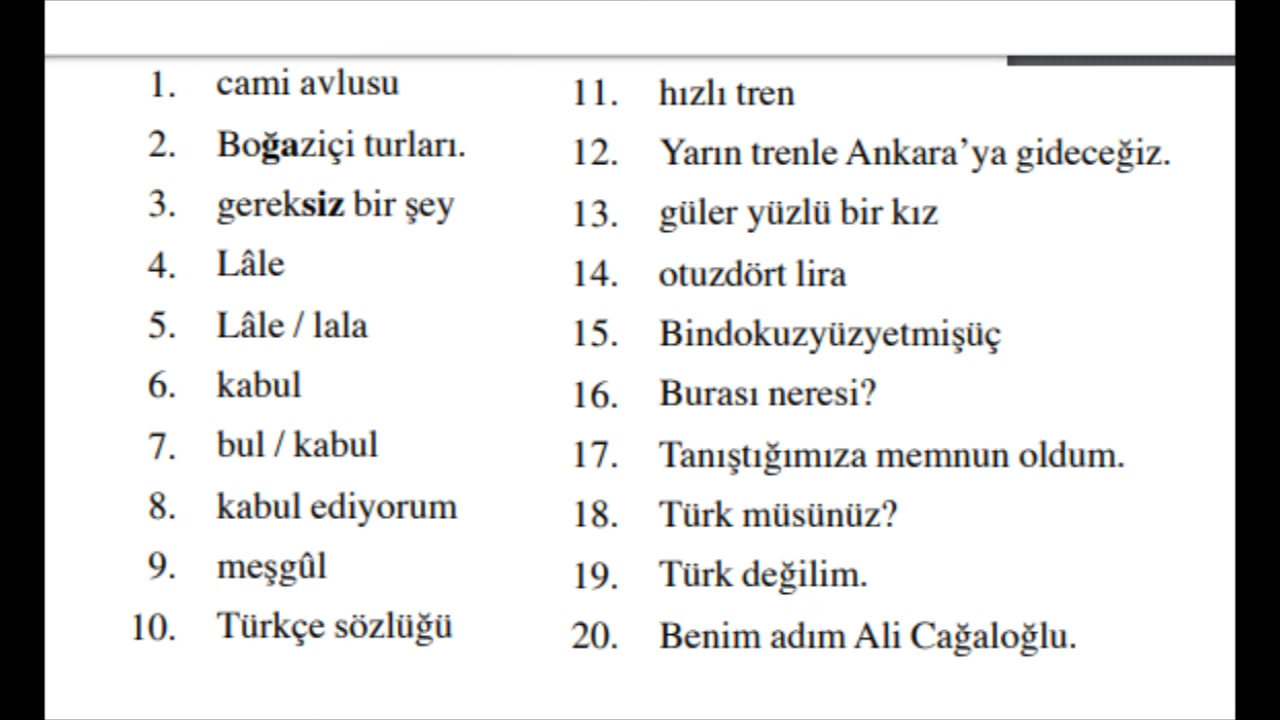 1. cami avlusu
2. Boğaziçi turları.
3. gereksiz bir şey
4. Lâle
5. Lâle / lala
6. kabul
7. bul / kabul
8. kabul ediyorum
9. meşgûl
10. Türkçe sözlüğü
11. hızlı tren
12. Yarın trenle Ankara’ya gideceğiz.
13. güler yüzlü bir kız
14. otuzdört lira
15. Bindokuzyüzyetmişüç
16. Burası neresi?
17. Tanıştığımıza memnun oldum.
18. Türk müsünüz?
19. Türk değilim.
20. Benim adım Ali Cağaloğlu.